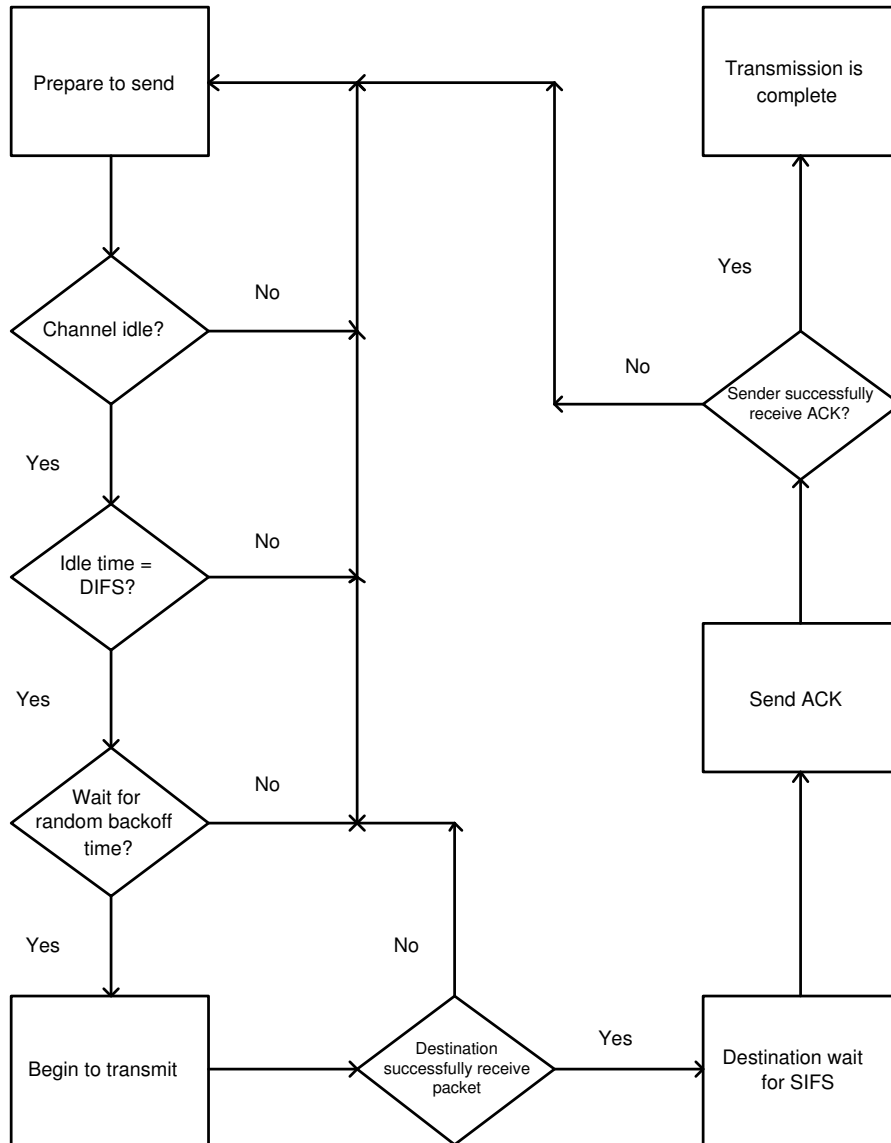 Prepare to send
Transmission is
complete
No
Yes
Channel idle?
No
Sender successfully
receive ACK?
Yes
No
Idle time =
DIFS?
Yes
Send ACK
No
Wait for
random backoff
time?
Yes
No
Yes
Begin to transmit
Destination
successfully receive
packet
Destination wait
for SIFS